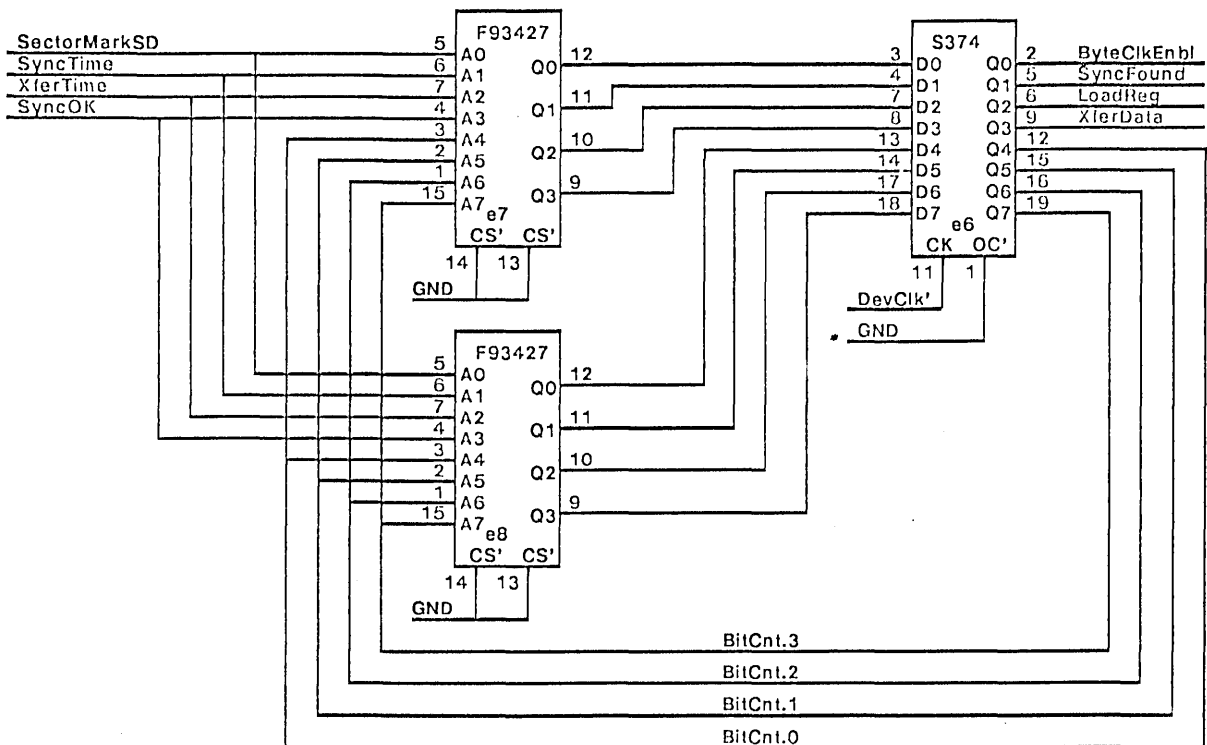 SectorMarkSD
SyncTime
XferTime
SyncOK
F93427
5 A0
6 A1
7 A2
4 A3
3 A4
2 A5
1 A6
15 A7
Q0 12
Q1 11
Q2 10
Q3 9
e7
CS' CS'
14 13
GND
S374
3 D0
4 D1
7 D2
8 D3
13 D4
14 D5
17 D6
18 D7
Q0 2 ByteClkEnbl
Q1 5 SyncFound
Q2 6 LoadReg
Q3 9 XferData
Q4 12
Q5 15
Q6 16
Q7 19
e6
CK OC'
11 1
DevClk'
* GND
F93427
5 A0
6 A1
7 A2
4 A3
3 A4
2 A5
1 A6
15 A7
Q0 12
Q1 11
Q2 10
Q3 9
e8
CS' CS'
14 13
GND
BitCnt.3
BitCnt.2
BitCnt.1
BitCnt.0